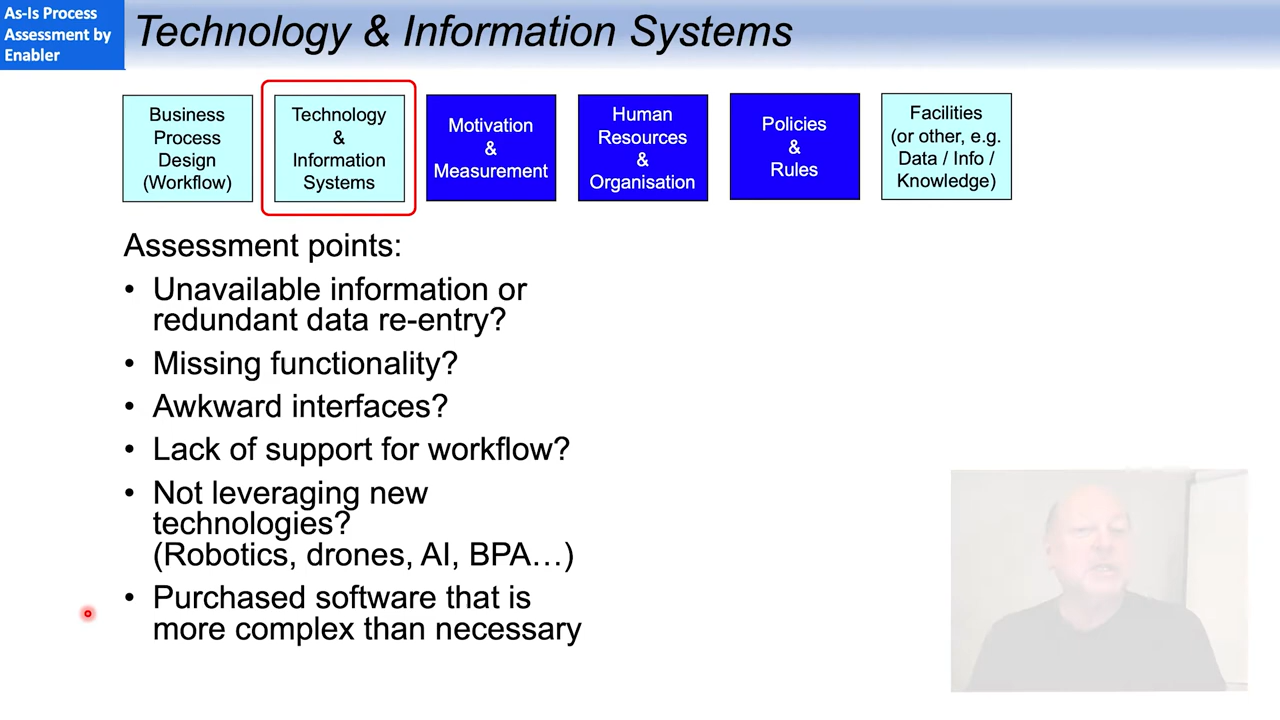 As-Is Process
Assessment by
Enabler
Technology & Information Systems
Business
Process
Design
(Workflow)
Technology
&
Information
Systems
Motivation
&
Measurement
Human
Resources
&
Organisation
Policies
&
Rules
Facilities
(or other, e.g.
Data / Info /
Knowledge)
Assessment points:
• Unavailable information or
redundant data re-entry?
• Missing functionality?
• Awkward interfaces?
• Lack of support for workflow?
• Not leveraging new
technologies?
(Robotics, drones, AI, BPA…)
• Purchased software that is
more complex than necessary